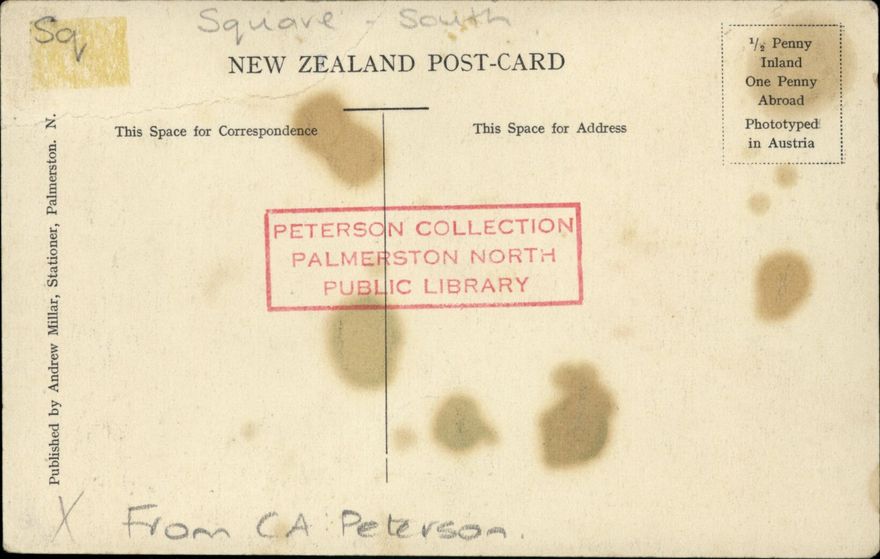 Sq
Square - South
NEW ZEALAND POST-CARD
½ Penny
Inland
One Penny
Abroad
Phototyped
in Austria
This Space for Correspondence
This Space for Address
PETERSON COLLECTION
PALMERSTON NORTH
PUBLIC LIBRARY
Published by Andrew Millar, Stationer, Palmerston. N.
X From CA Peterson.